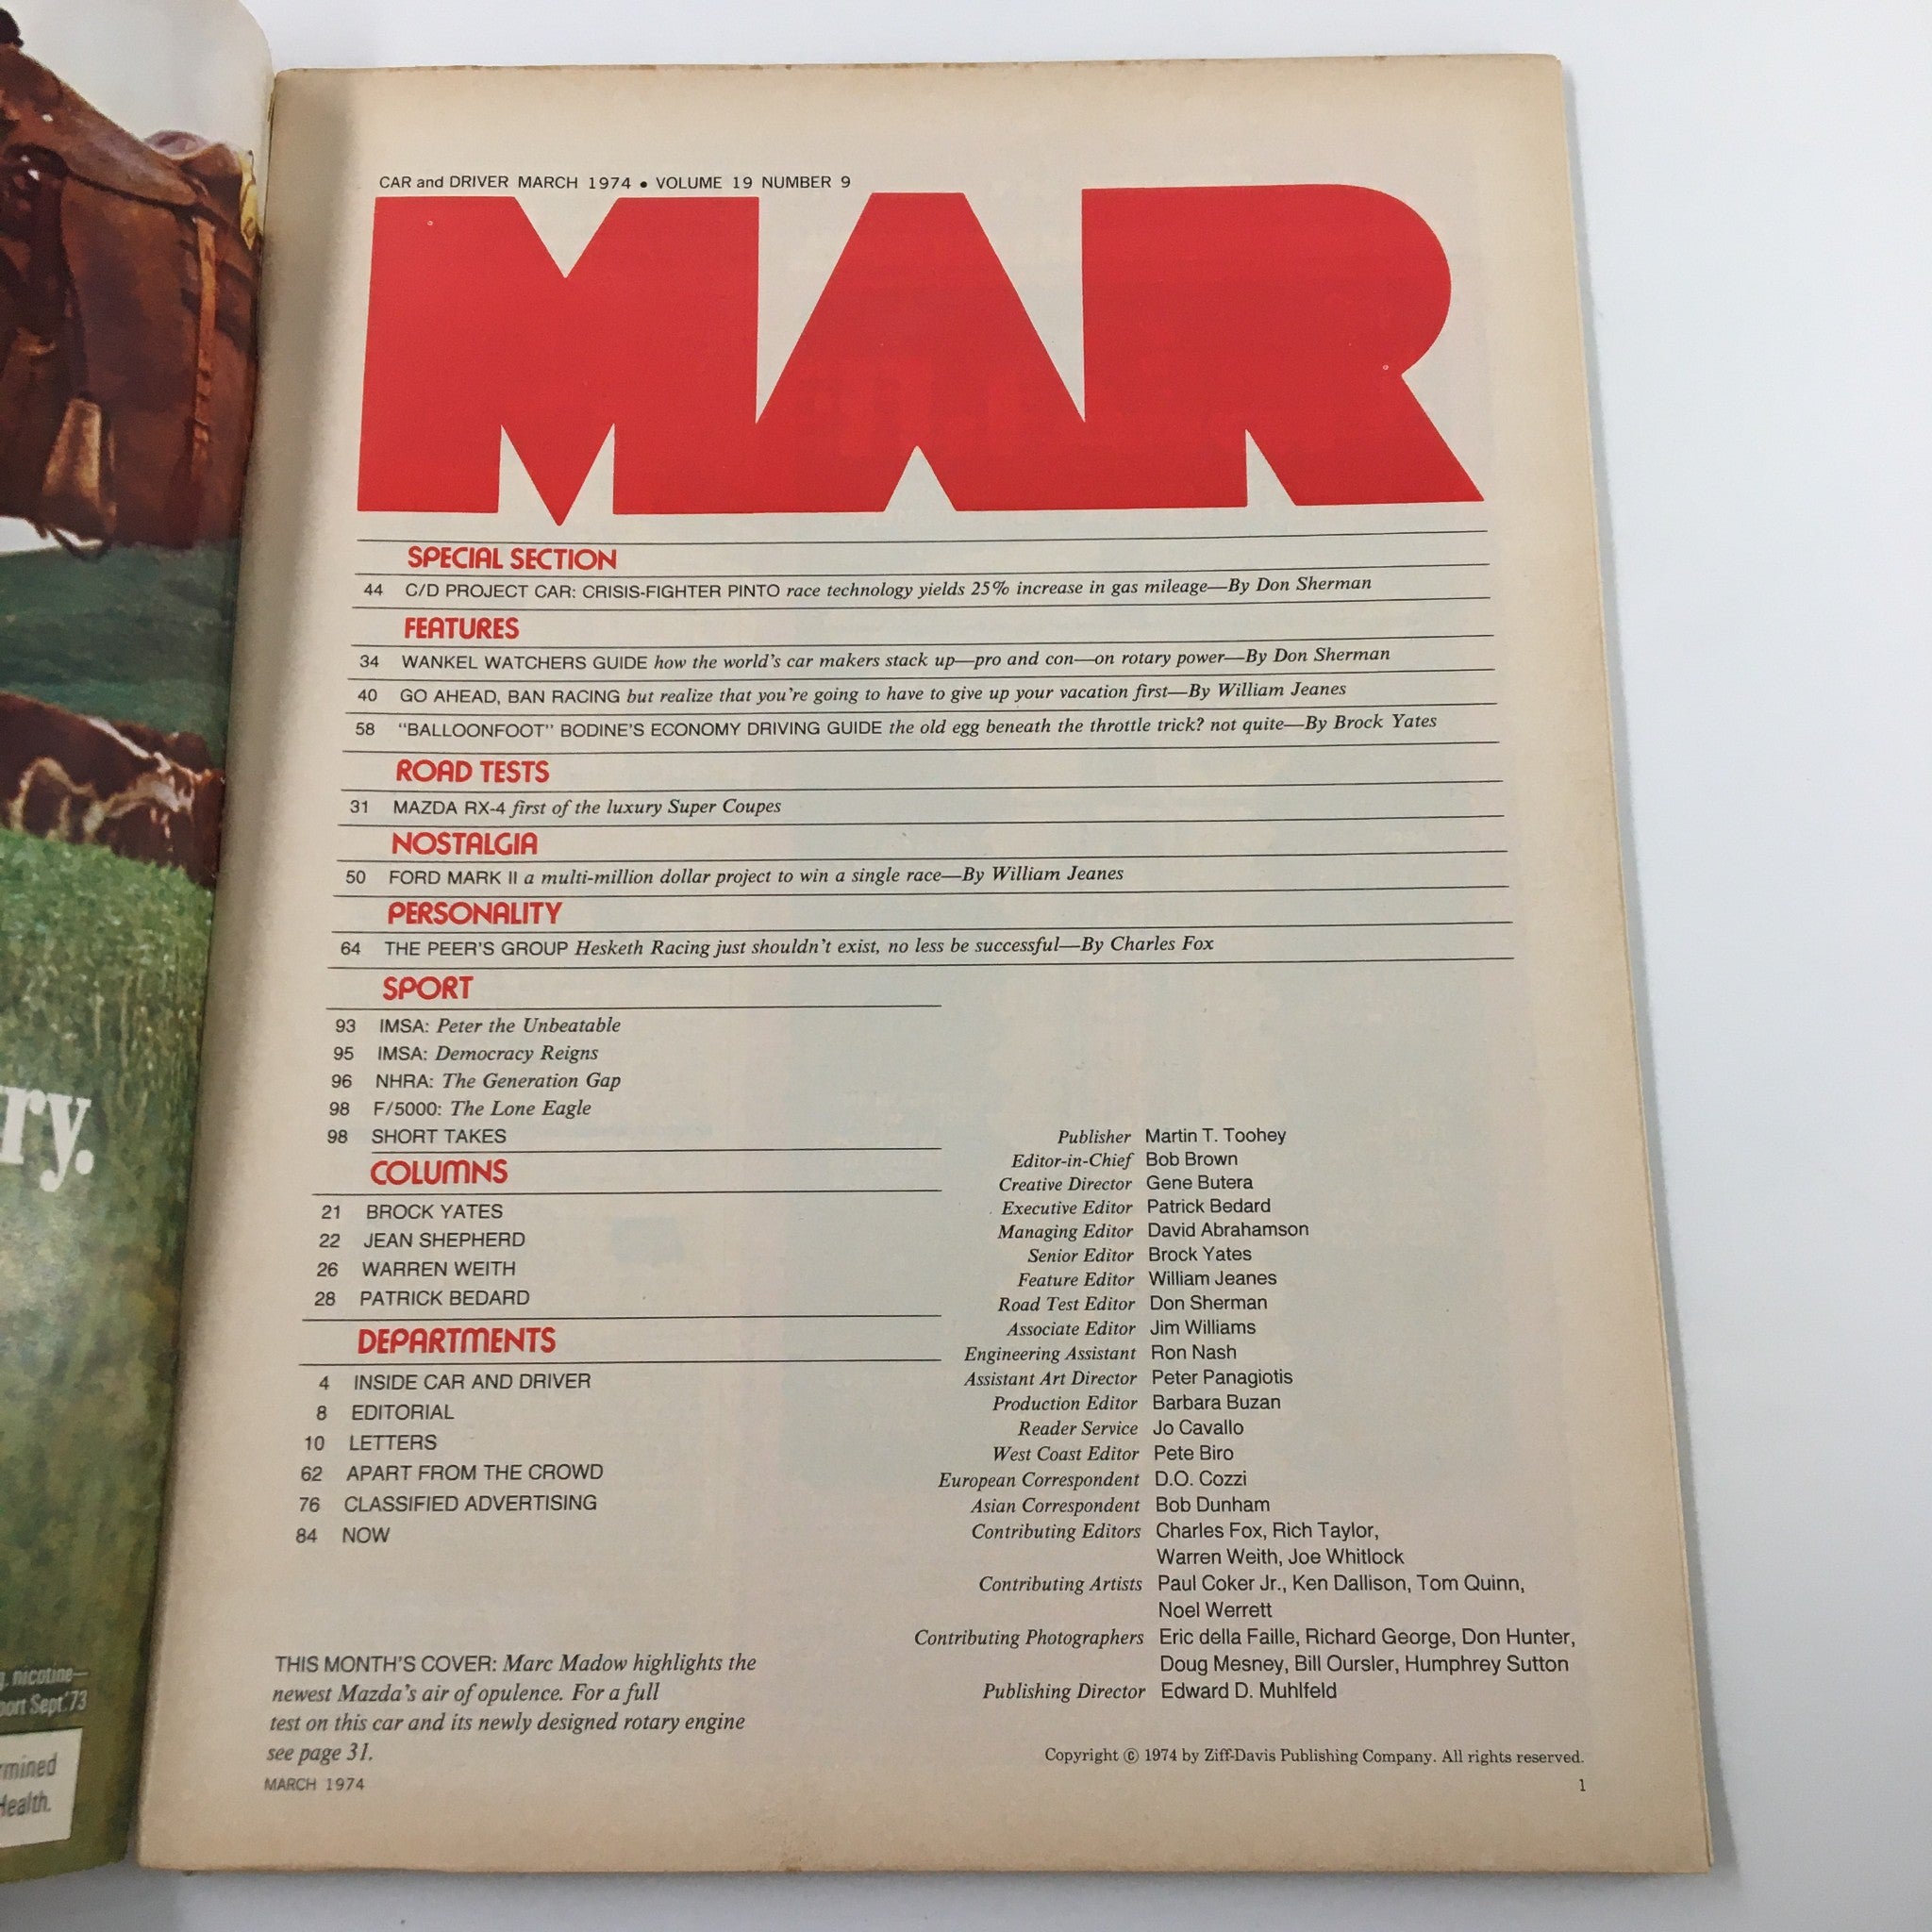 CAR and DRIVER MARCH 1974 • VOLUME 19 NUMBER 9
MAR
SPECIAL SECTION
44 C/D PROJECT CAR: CRISIS-FIGHTER PINTO race technology yields 25% increase in gas mileage—By Don Sherman
FEATURES
34 WANKEL WATCHERS GUIDE how the world's car makers stack up—pro and con—on rotary power—By Don Sherman
40 GO AHEAD, BAN RACING but realize that you're going to have to give up your vacation first—By William Jeanes
58 "BALLOONFOOT" BODINE'S ECONOMY DRIVING GUIDE the old egg beneath the throttle trick? not quite—By Brock Yates
ROAD TESTS
31 MAZDA RX-4 first of the luxury Super Coupes
NOSTALGIA
50 FORD MARK II a multi-million dollar project to win a single race—By William Jeanes
PERSONALITY
64 THE PEER'S GROUP Hesketh Racing just shouldn't exist, no less be successful—By Charles Fox
SPORT
93 IMSA: Peter the Unbeatable
95 IMSA: Democracy Reigns
96 NHRA: The Generation Gap
98 F/5000: The Lone Eagle
98 SHORT TAKES
COLUMNS
21 BROCK YATES
22 JEAN SHEPHERD
26 WARREN WEITH
28 PATRICK BEDARD
DEPARTMENTS
4 INSIDE CAR AND DRIVER
8 EDITORIAL
10 LETTERS
62 APART FROM THE CROWD
76 CLASSIFIED ADVERTISING
84 NOW
THIS MONTH'S COVER: Marc Madow highlights the
newest Mazda's air of opulence. For a full
test on this car and its newly designed rotary engine
see page 31.
MARCH 1974
Publisher Martin T. Toohey
Editor-in-Chief Bob Brown
Creative Director Gene Butera
Executive Editor Patrick Bedard
Managing Editor David Abrahamson
Senior Editor Brock Yates
Feature Editor William Jeanes
Road Test Editor Don Sherman
Associate Editor Jim Williams
Engineering Assistant Ron Nash
Assistant Art Director Peter Panagiotis
Production Editor Barbara Buzan
Reader Service Jo Cavallo
West Coast Editor Pete Biro
European Correspondent D.O. Cozzi
Asian Correspondent Bob Dunham
Contributing Editors Charles Fox, Rich Taylor,
Warren Weith, Joe Whitlock
Contributing Artists Paul Coker Jr., Ken Dallison, Tom Quinn,
Noel Werrett
Contributing Photographers Eric della Faille, Richard George, Don Hunter,
Doug Mesney, Bill Oursler, Humphrey Sutton
Publishing Director Edward D. Muhlfeld
Copyright © 1974 by Ziff-Davis Publishing Company. All rights reserved.
1
ry.
nicotine—
Sept.'73